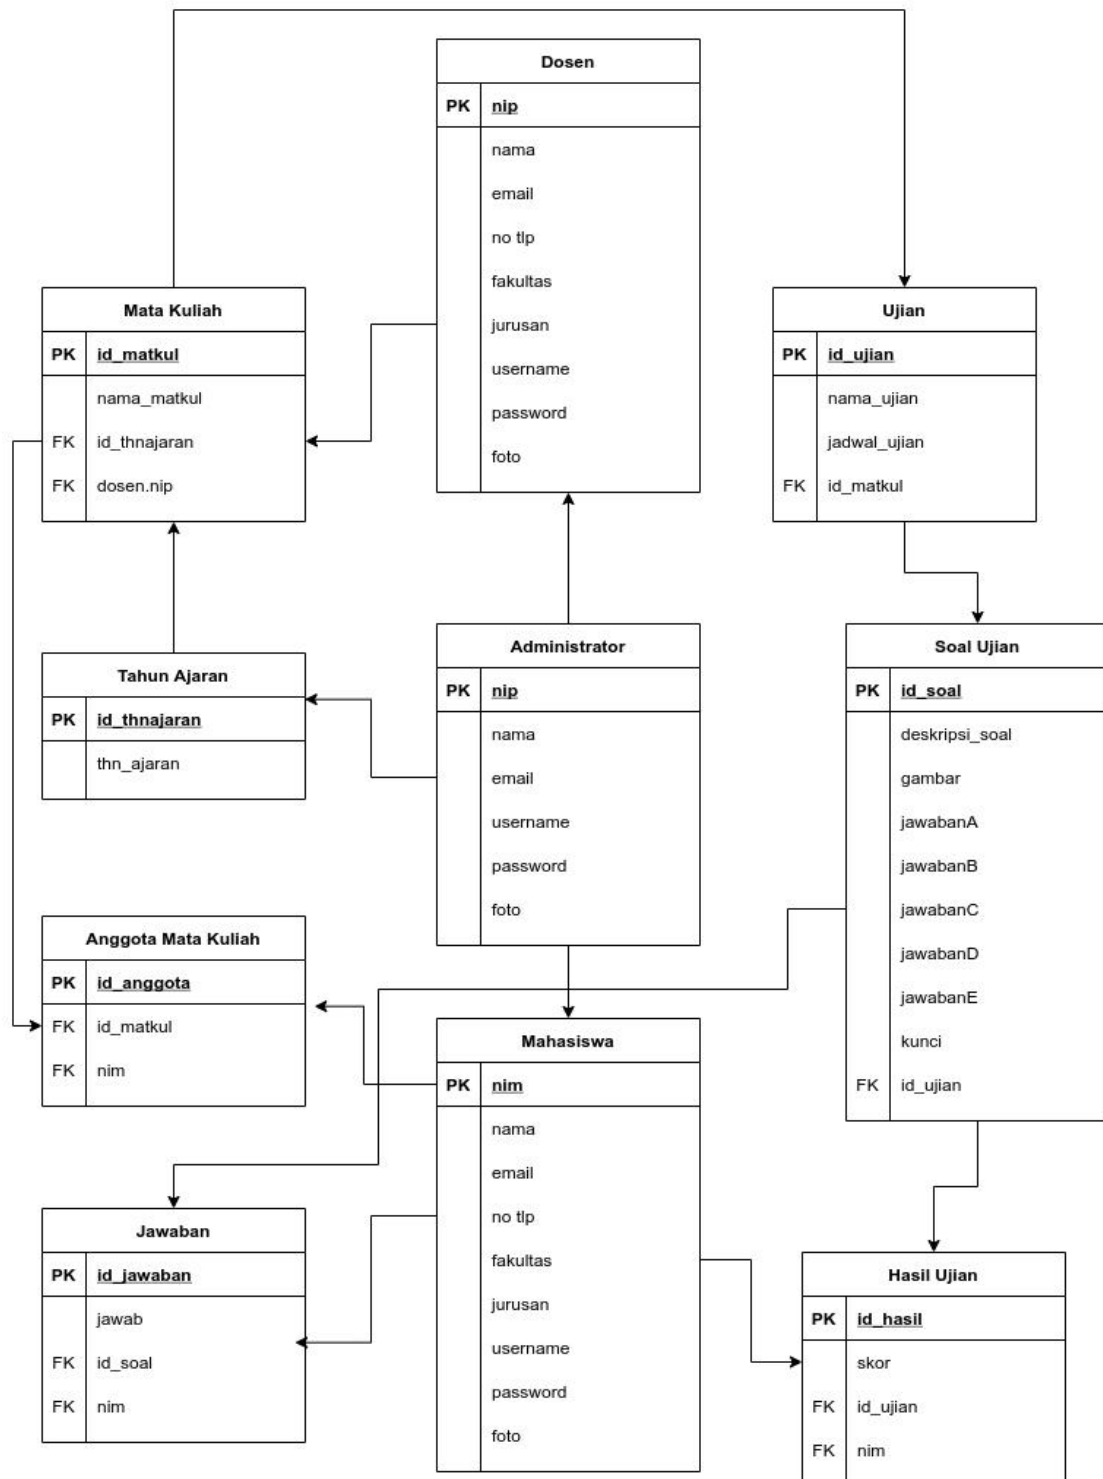 Dosen
PK nip
nama
email
no tlp
fakultas
jurusan
username
password
foto
Mata Kuliah
PK id_matkul
nama_matkul
FK id_thnajaran
FK dosen.nip
Ujian
PK id_ujian
nama_ujian
jadwal_ujian
FK id_matkul
Tahun Ajaran
PK id_thnajaran
thn_ajaran
Administrator
PK nip
nama
email
username
password
foto
Soal Ujian
PK id_soal
deskripsi_soal
gambar
jawabanA
jawabanB
jawabanC
jawabanD
jawabanE
kunci
FK id_ujian
Anggota Mata Kuliah
PK id_anggota
FK id_matkul
FK nim
Mahasiswa
PK nim
nama
email
no tlp
fakultas
jurusan
username
password
foto
Jawaban
PK id_jawaban
jawab
FK id_soal
FK nim
Hasil Ujian
PK id_hasil
skor
FK id_ujian
FK nim